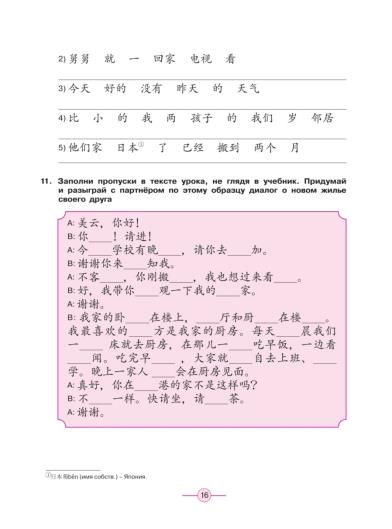 2) 舅舅 就 一 回家 电视 看
3) 今天 好的 没有 昨天 的 天气
4) 比 小 的 我 两 孩子 的 我们 岁 邻居
5) 他们家 日本① 了 已经 搬到 两个 月
11. Заполни пропуски в тексте урока, не глядя в учебник. Придумай
и разыграй с партнёром по этому образцу диалог о новом жилье
своего друга
A: 美云，你好！
B: 你____！请进！
A: 今____学校有晚____，请你去____加。
B: 谢谢你来____知我。
A: 不客____，你刚搬____，我也想过来看____。
B: 好，我带你____观一下我的____家。
A: 谢谢。
B: 我家的卧____在楼上，____厅和厨____在楼____。
我最喜欢的____方是我家的厨房。每天____晨我们
一____床就去厨房，在那儿一____吃早饭，一边看
____闻。吃完早____，大家就____自去上班、____
学。晚上一家人____会在厨房见面。
A: 真好，你在____港的家不是这样吗？
B: 不____一样。快请坐，请____茶。
A: 谢谢。
①日本 Rìběn (имя собств.) – Япония.
16